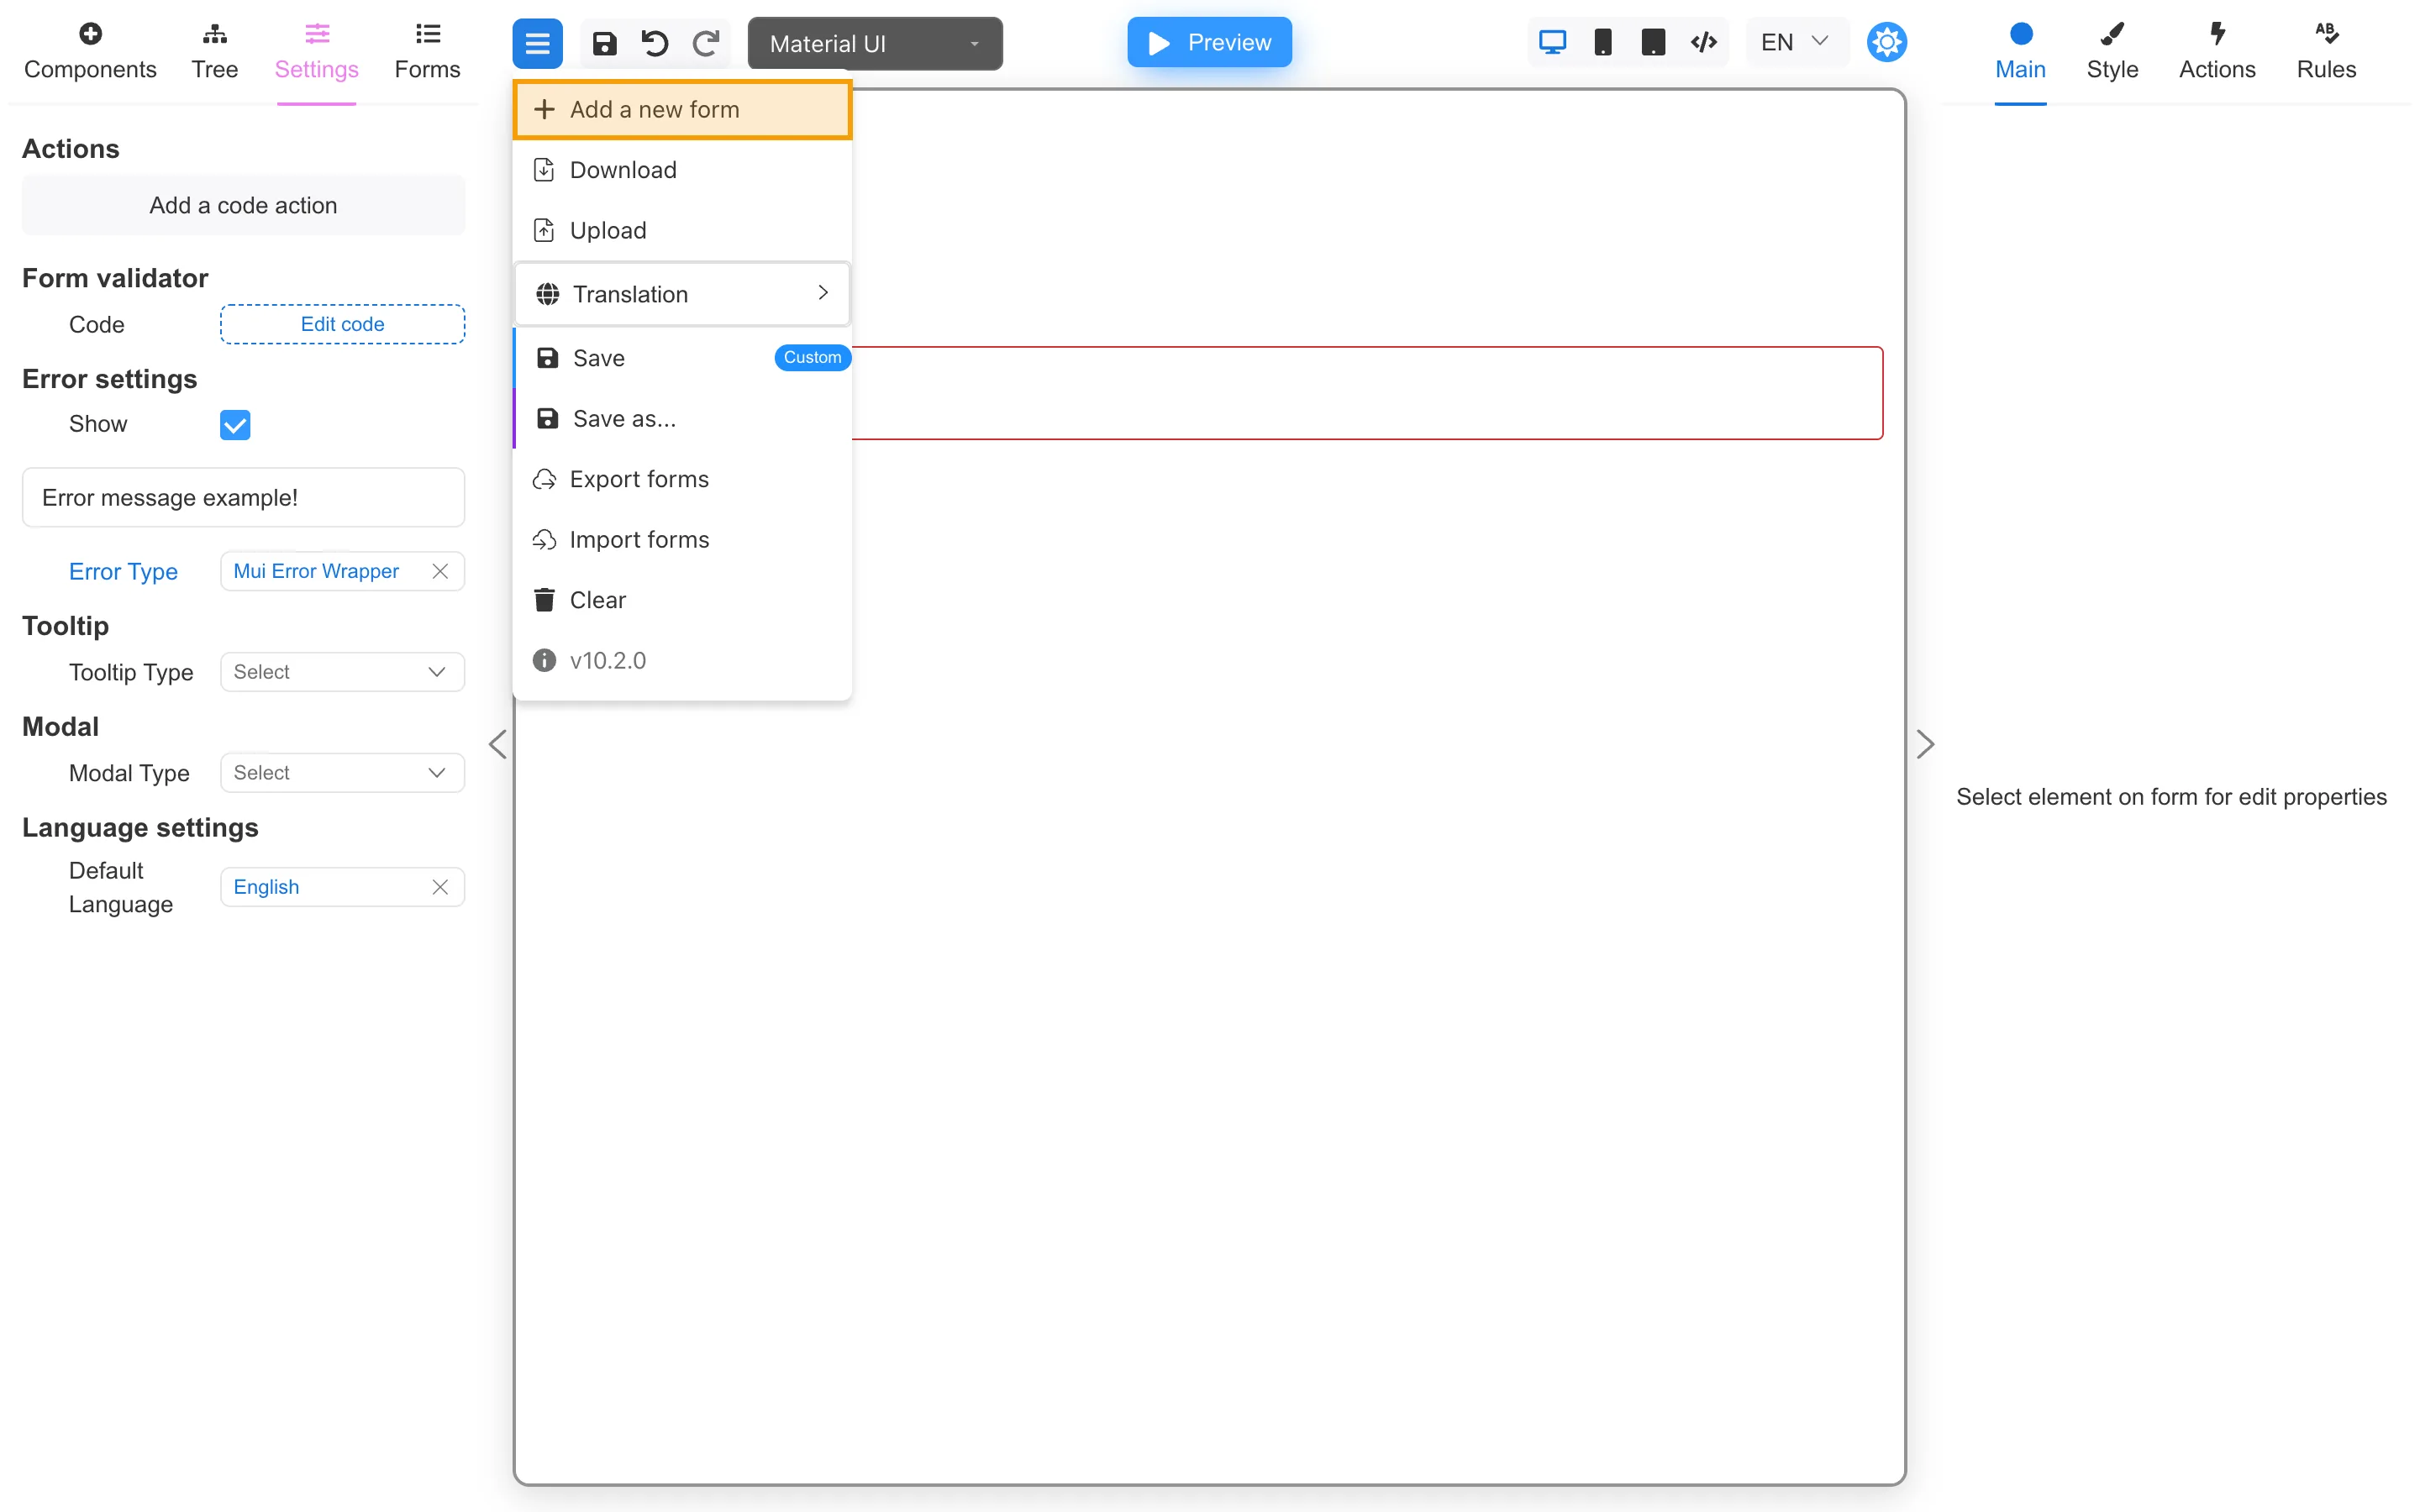 Components Tree Settings Forms
Material UI
Preview
EN
Main Style Actions Rules
Actions
Add a code action
Form validator
Code Edit code
Error settings
Show
Error message example!
Error Type Mui Error Wrapper
Tooltip
Tooltip Type Select
Modal
Modal Type Select
Language settings
Default
Language
English
Add a new form
Download
Upload
Translation
Save Custom
Save as...
Export forms
Import forms
Clear
v10.2.0
Select element on form for edit properties